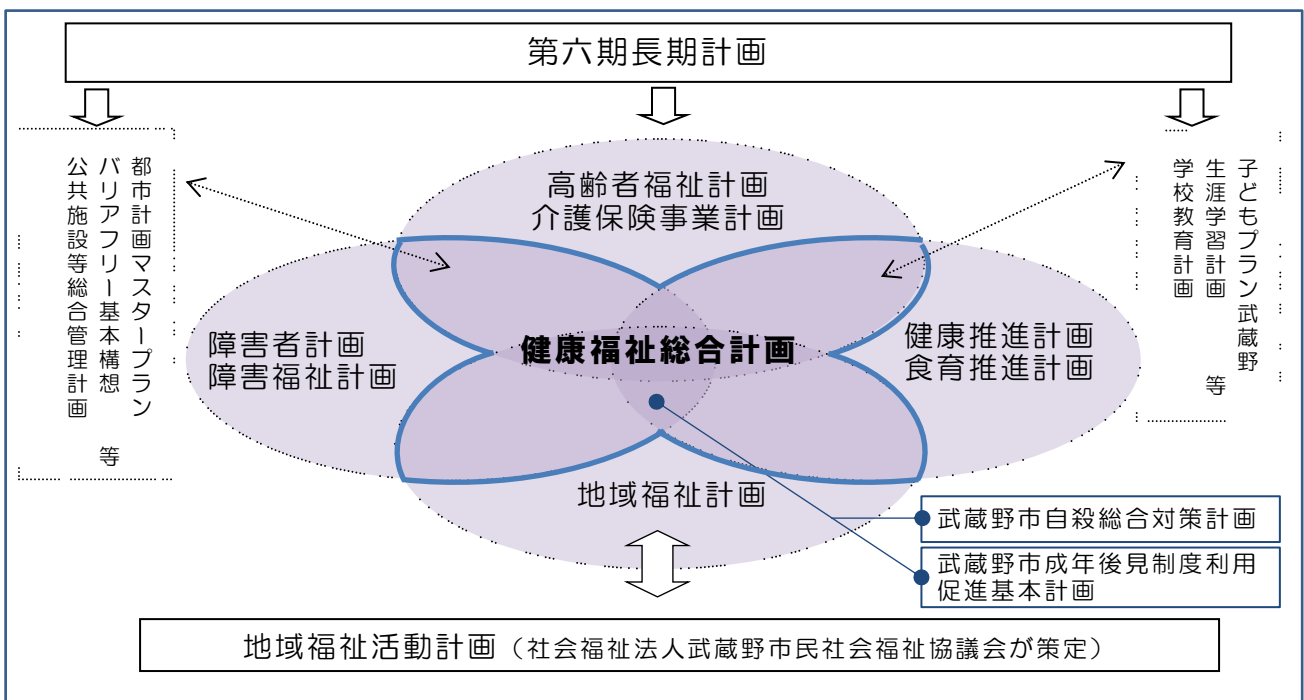 第六期長期計画
都市計画マスタープラン
バリアフリー基本構想 等
公共施設等総合管理計画
高齢者福祉計画
介護保険事業計画
子どもプラン武蔵野
生涯学習計画 等
学校教育計画
障害者計画
障害福祉計画
健康福祉総合計画
健康推進計画
食育推進計画
地域福祉計画
武蔵野市自殺総合対策計画
武蔵野市成年後見制度利用
促進基本計画
地域福祉活動計画（社会福祉法人武蔵野市民社会福祉協議会が策定）